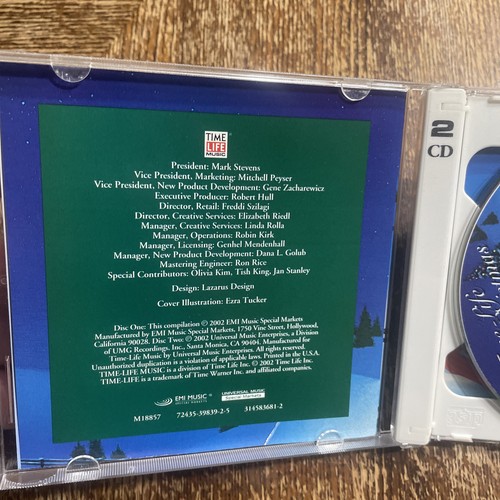 TIME
LIFE
MUSIC
President: Mark Stevens
Vice President, Marketing: Mitchell Peyser
Vice President, New Product Development: Gene Zacharewicz
Executive Producer: Robert Hull
Director, Retail: Freddi Szilagi
Director, Creative Services: Elizabeth Riedl
Manager, Creative Services: Linda Rolla
Manager, Operations: Robin Kirk
Manager, Licensing: Genhel Mendenhall
Manager, New Product Development: Dana L. Golub
Mastering Engineer: Ron Rice
Special Contributors: Olivia Kim, Tish King, Jan Stanley
Design: Lazarus Design
Cover Illustration: Ezra Tucker
Disc One: This compilation ℗ 2002 EMI Music Special Markets
Manufactured by EMI Music Special Markets, 1750 Vine Street, Hollywood,
California 90028. Disc Two: ℗ 2002 Universal Music Enterprises, a Division
of UMG Recordings, Inc., Santa Monica, CA 90404. Manufactured for
Time-Life Music by Universal Music Enterprises. All rights reserved.
Unauthorized duplication is a violation of applicable laws. Printed in the U.S.A.
TIME-LIFE MUSIC is a division of Time Life Inc. © 2002 Time Life Inc.
TIME-LIFE is a trademark of Time Warner Inc. and affiliated companies.
EMI MUSIC
SPECIAL MARKETS
UNIVERSAL MUSIC
Special Markets
M18857 72435-39839-2-5 314583681-2
2
CD
Life